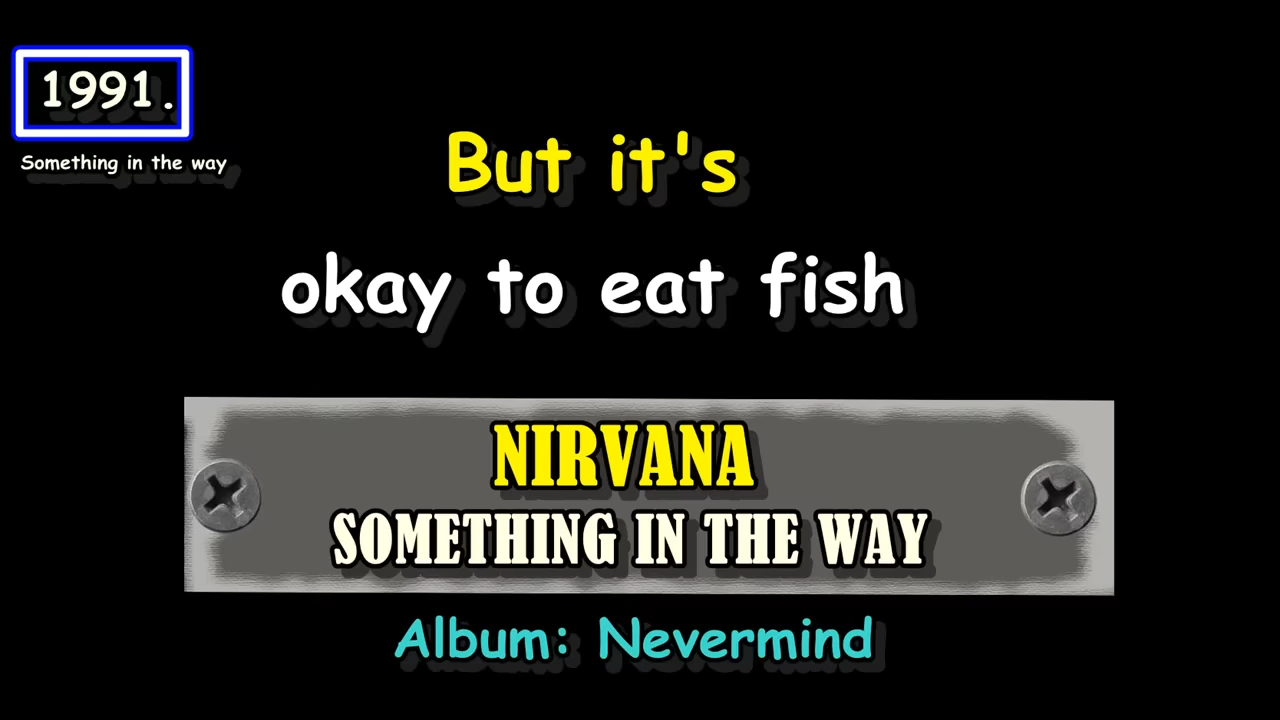 1991.
Something in the way
But it's
okay to eat fish
NIRVANA
SOMETHING IN THE WAY
Album: Nevermind